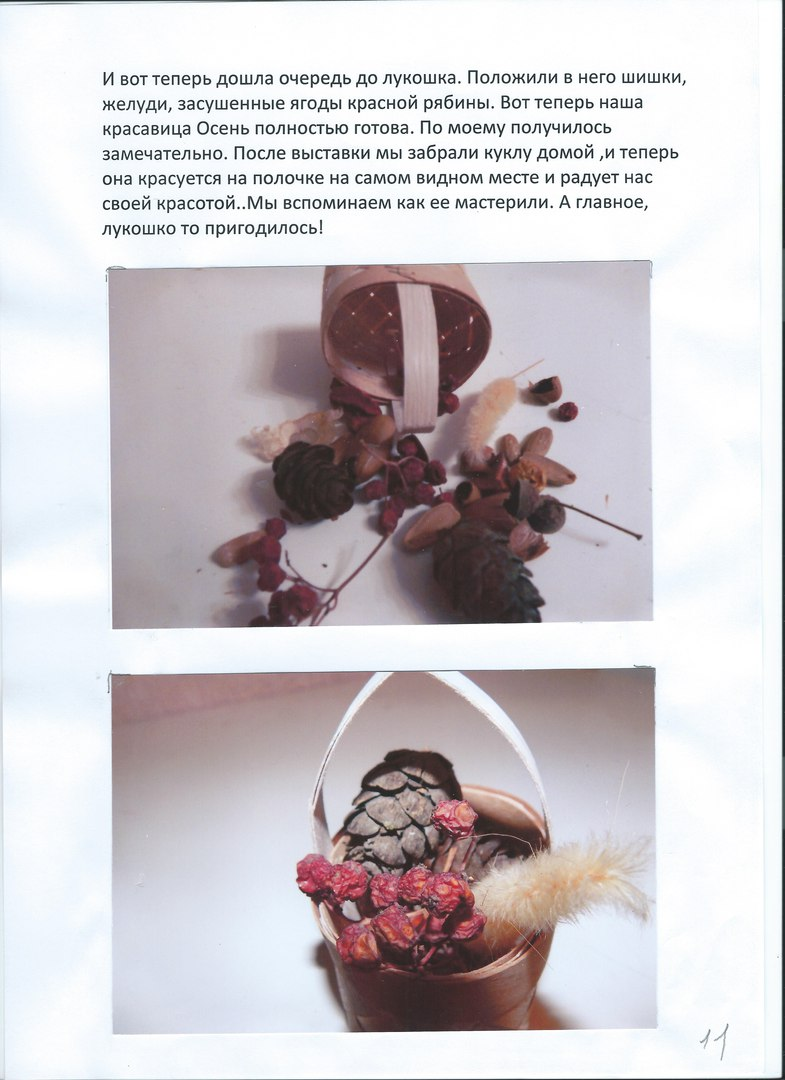 И вот теперь дошла очередь до лукошка. Положили в него шишки,
желуди, засушенные ягоды красной рябины. Вот теперь наша
красавица Осень полностью готова. По моему получилось
замечательно. После выставки мы забрали куклу домой ,и теперь
она красуется на полочке на самом видном месте и радует нас
своей красотой..Мы вспоминаем как ее мастерили. А главное,
лукошко то пригодилось!
11